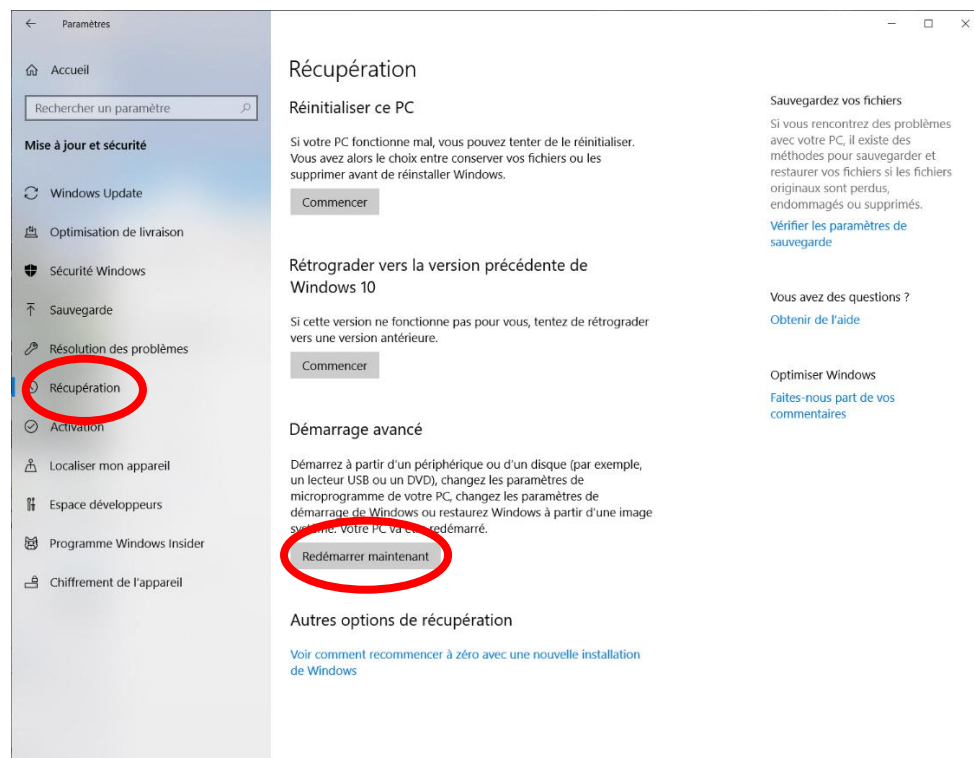 Paramètres
Accueil
Rechercher un paramètre
Mise à jour et sécurité
Windows Update
Optimisation de livraison
Sécurité Windows
Sauvegarde
Résolution des problèmes
Récupération
Activation
Localiser mon appareil
Espace développeurs
Programme Windows Insider
Chiffrement de l'appareil
Récupération
Réinitialiser ce PC
Si votre PC fonctionne mal, vous pouvez tenter de le réinitialiser.
Vous avez alors le choix entre conserver vos fichiers ou les
supprimer avant de réinstaller Windows.
Commencer
Rétrograder vers la version précédente de
Windows 10
Si cette version ne fonctionne pas pour vous, tentez de rétrograder
vers une version antérieure.
Commencer
Démarrage avancé
Démarrez à partir d'un périphérique ou d'un disque (par exemple,
un lecteur USB ou un DVD), changez les paramètres de
microprogramme de votre PC, changez les paramètres de
démarrage de Windows ou restaurez Windows à partir d'une image
système. Votre PC va être redémarré.
Redémarrer maintenant
Autres options de récupération
Voir comment recommencer à zéro avec une nouvelle installation
de Windows
Sauvegardez vos fichiers
Si vous rencontrez des problèmes
avec votre PC, il existe des
méthodes pour sauvegarder et
restaurer vos fichiers si les fichiers
originaux sont perdus,
endommagés ou supprimés.
Vérifier les paramètres de
sauvegarde
Vous avez des questions ?
Obtenir de l'aide
Optimiser Windows
Faites-nous part de vos
commentaires